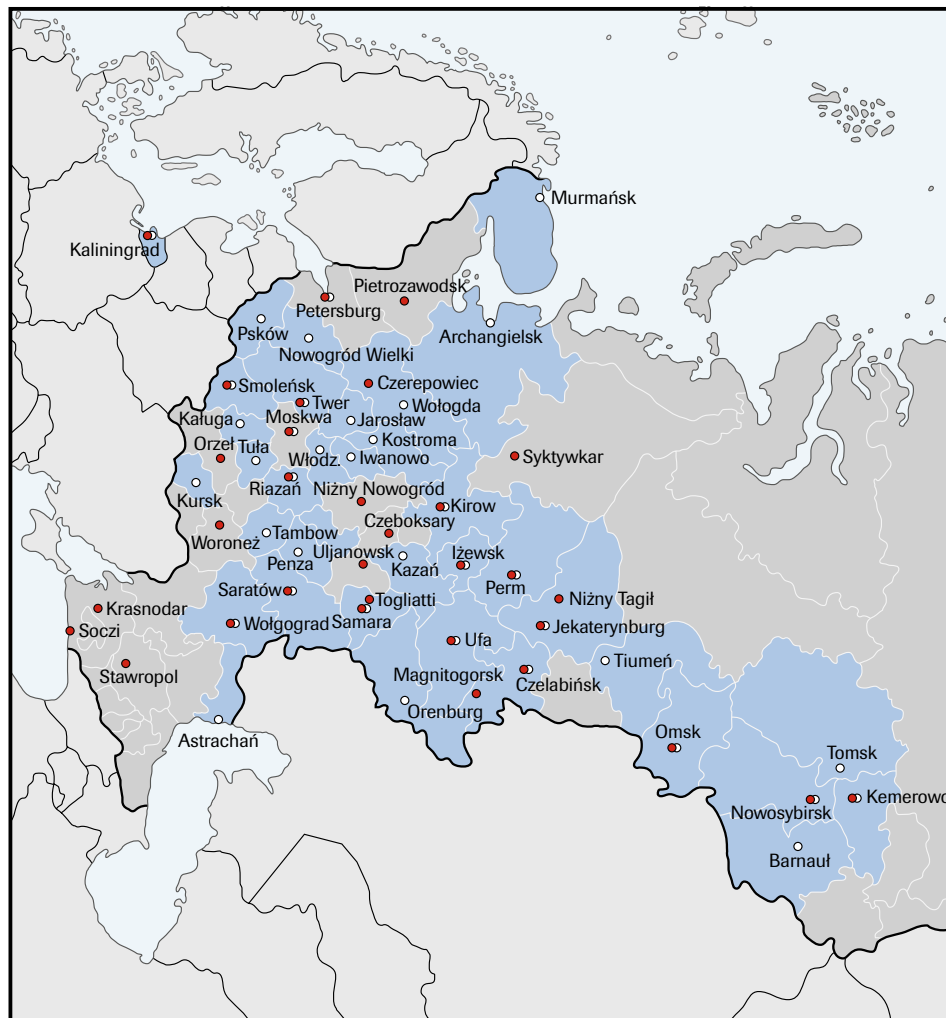 Murmańsk
Kaliningrad
Pietrozawodsk
Petersburg
Psków
Archangielsk
Nowogród Wielki
Smoleńsk
Czerepowiec
Twer
Wołogda
Kaługa
Moskwa
Jarosław
Orzeł
Tuła
Kostroma
Włodz.
Iwanowo
Syktywkar
Kursk
Riazań
Niżny Nowogród
Kirow
Czeboksary
Woroneż
Tambow
Uljanowsk
Penza
Kazań
Iżewsk
Perm
Saratów
Togliatti
Niżny Tagił
Krasnodar
Samara
Soczi
Wołgograd
Jekaterynburg
Ufa
Stawropol
Tiumeń
Magnitogorsk
Czelabińsk
Orenburg
Astrachań
Omsk
Tomsk
Nowosybirsk
Kemerowo
Barnauł